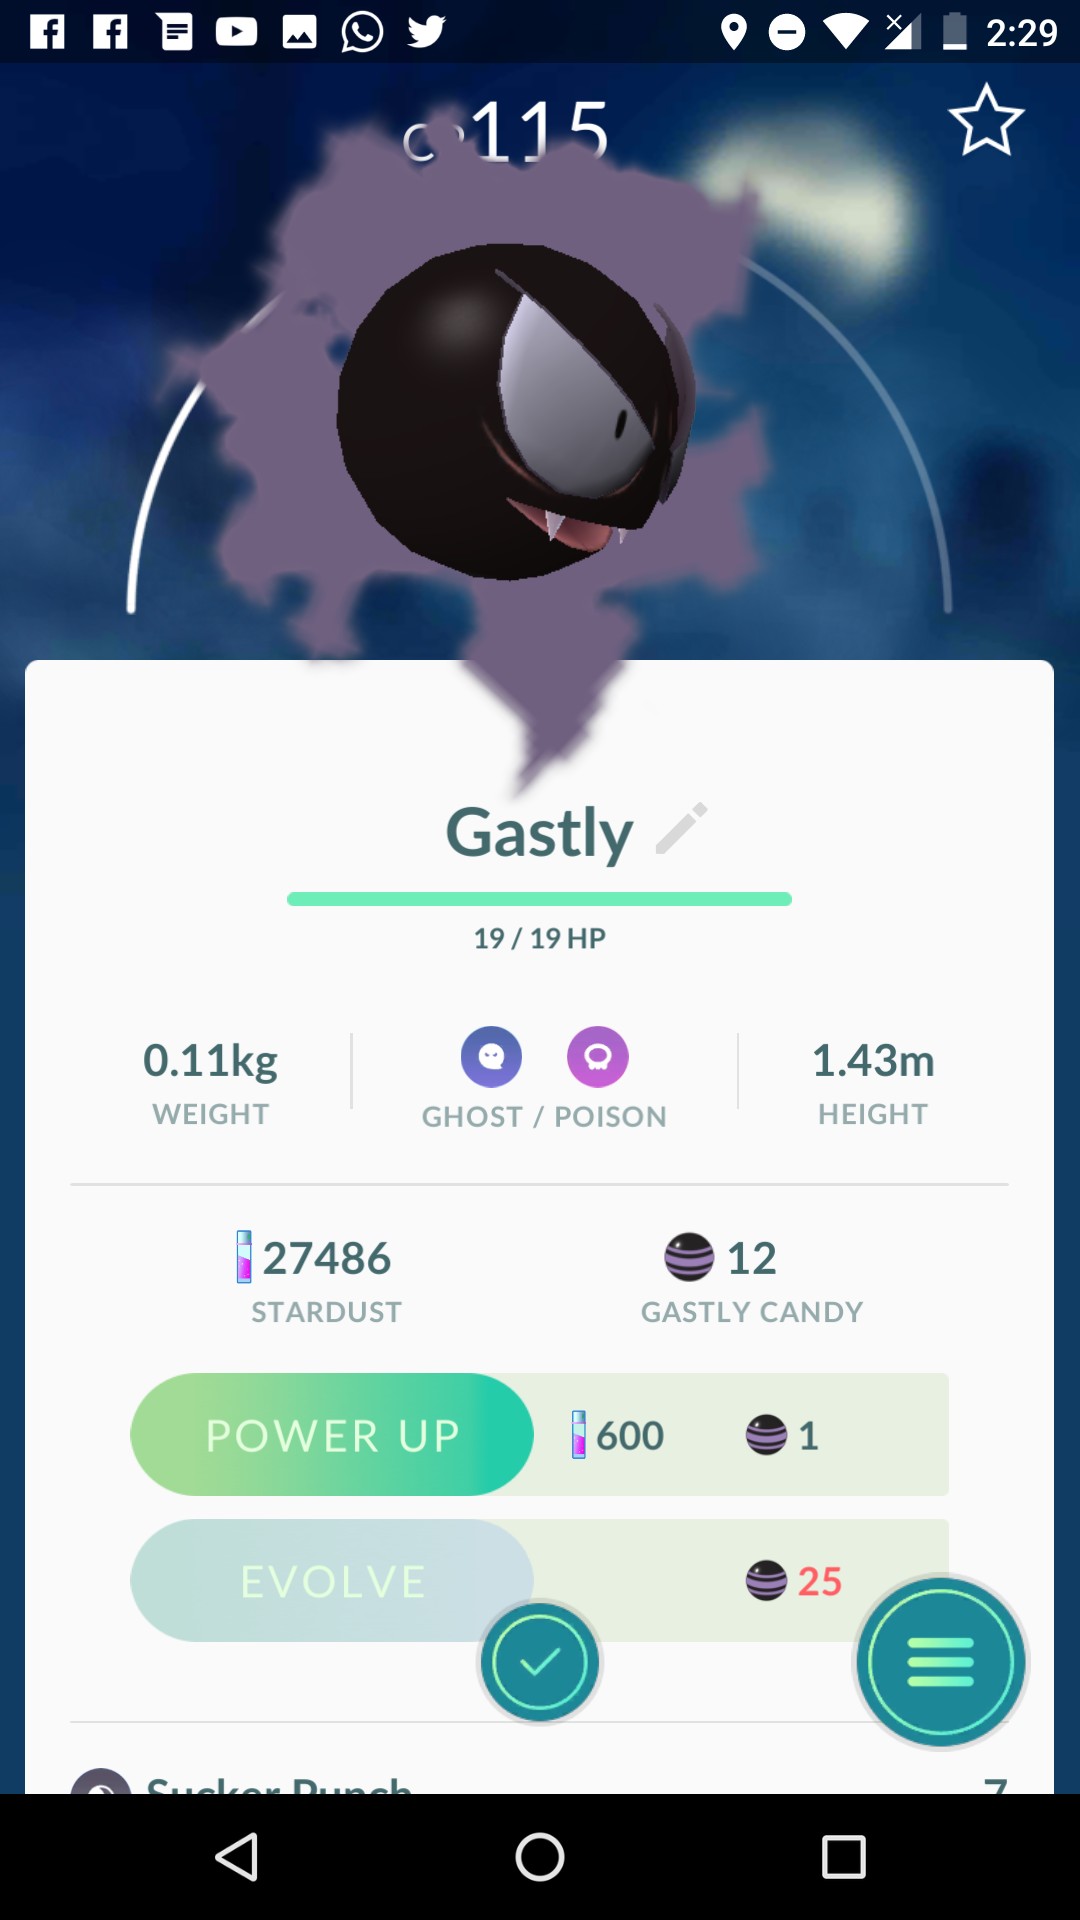 2:29
CP115
Gastly
19 / 19 HP
0.11kg
WEIGHT
GHOST / POISON
1.43m
HEIGHT
27486
STARDUST
12
GASTLY CANDY
POWER UP 600 1
EVOLVE 25
Sucker Punch 7